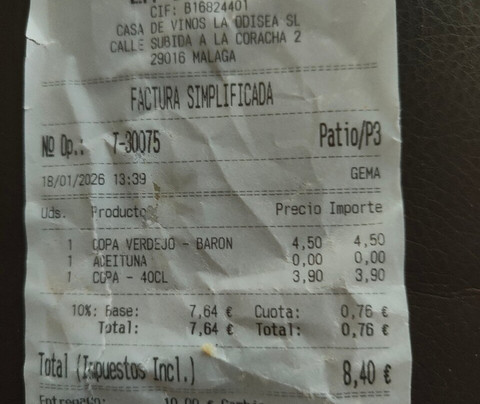 CIF: B16824401
CASA DE VINOS LA ODISEA SL
CALLE SUBIDA A LA CORACHA 2
29016 MALAGA
FACTURA SIMPLIFICADA
Nº Op.: T-30075 Patio/P3
18/01/2026 13:39 GEMA
Uds. Producto Precio Importe
1 COPA VERDEJO - BARON 4,50 4,50
1 ACEITUNA 0,00 0,00
1 COPA - 40CL 3,90 3,90
10%: Base: 7,64 € Cuota: 0,76 €
Total: 7,64 € Total: 0,76 €
Total (Impuestos Incl.) 8,40 €